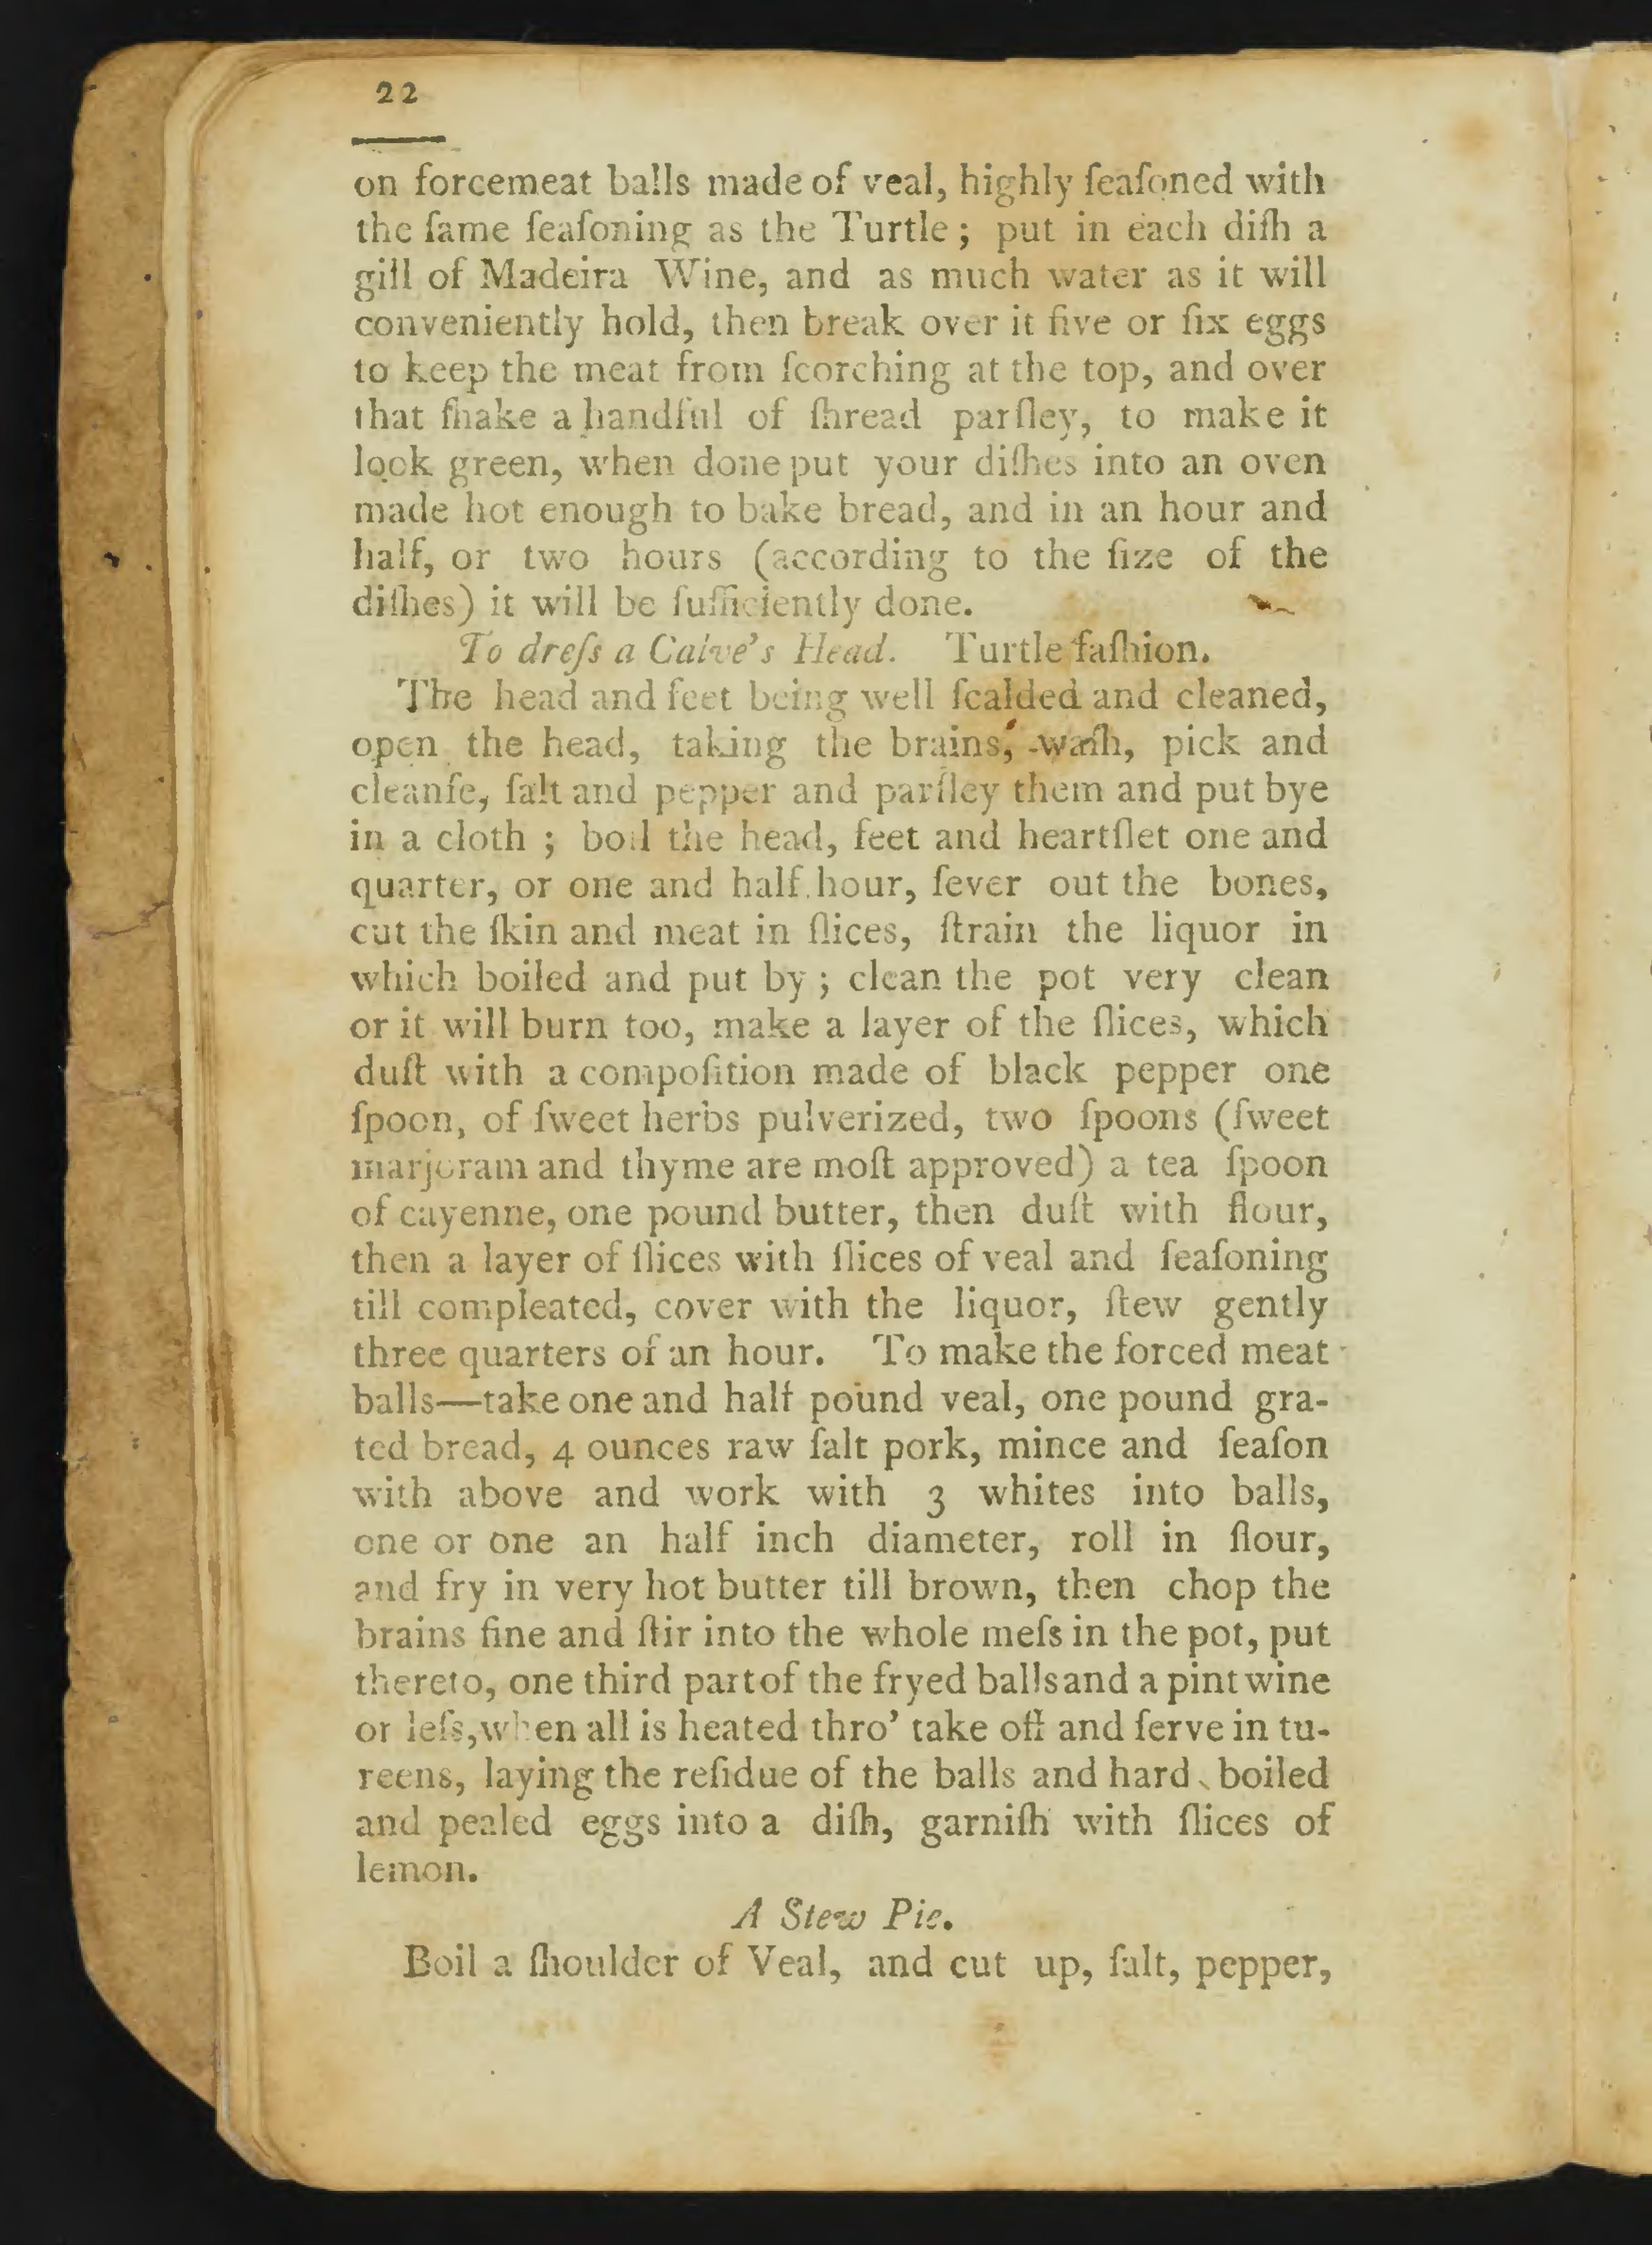 22
on forcemeat balls made of veal, highly ſeaſoned with
the ſame ſeaſoning as the Turtle; put in each diſh a
gill of Madeira Wine, and as much water as it will
conveniently hold, then break over it five or ſix eggs
to keep the meat from ſcorching at the top, and over
that ſhake a handful of ſhread parſley, to make it
look green, when done put your diſhes into an oven
made hot enough to bake bread, and in an hour and
half, or two hours (according to the ſize of the
diſhes) it will be ſufficiently done.
To dreſs a Calve's Head. Turtle faſhion.
The head and feet being well ſcalded and cleaned,
open the head, taking the brains, waſh, pick and
cleanſe, ſalt and pepper and parſley them and put bye
in a cloth; boil the head, feet and heartſlet one and
quarter, or one and half hour, ſever out the bones,
cut the ſkin and meat in ſlices, ſtrain the liquor in
which boiled and put by; clean the pot very clean
or it will burn too, make a layer of the ſlices, which
duſt with a compoſition made of black pepper one
ſpoon, of ſweet herbs pulverized, two ſpoons (ſweet
marjoram and thyme are moſt approved) a tea ſpoon
of cayenne, one pound butter, then duſt with flour,
then a layer of ſlices with ſlices of veal and ſeaſoning
till compleated, cover with the liquor, ſtew gently
three quarters of an hour. To make the forced meat
balls—take one and half pound veal, one pound gra-
ted bread, 4 ounces raw ſalt pork, mince and ſeaſon
with above and work with 3 whites into balls,
one or one an half inch diameter, roll in flour,
and fry in very hot butter till brown, then chop the
brains fine and ſtir into the whole meſs in the pot, put
thereto, one third part of the fryed balls and a pint wine
or leſs, when all is heated thro' take off and ſerve in tu-
reens, laying the reſidue of the balls and hard boiled
and pealed eggs into a diſh, garniſh with ſlices of
lemon.
A Stew Pie.
Boil a ſhoulder of Veal, and cut up, ſalt, pepper,